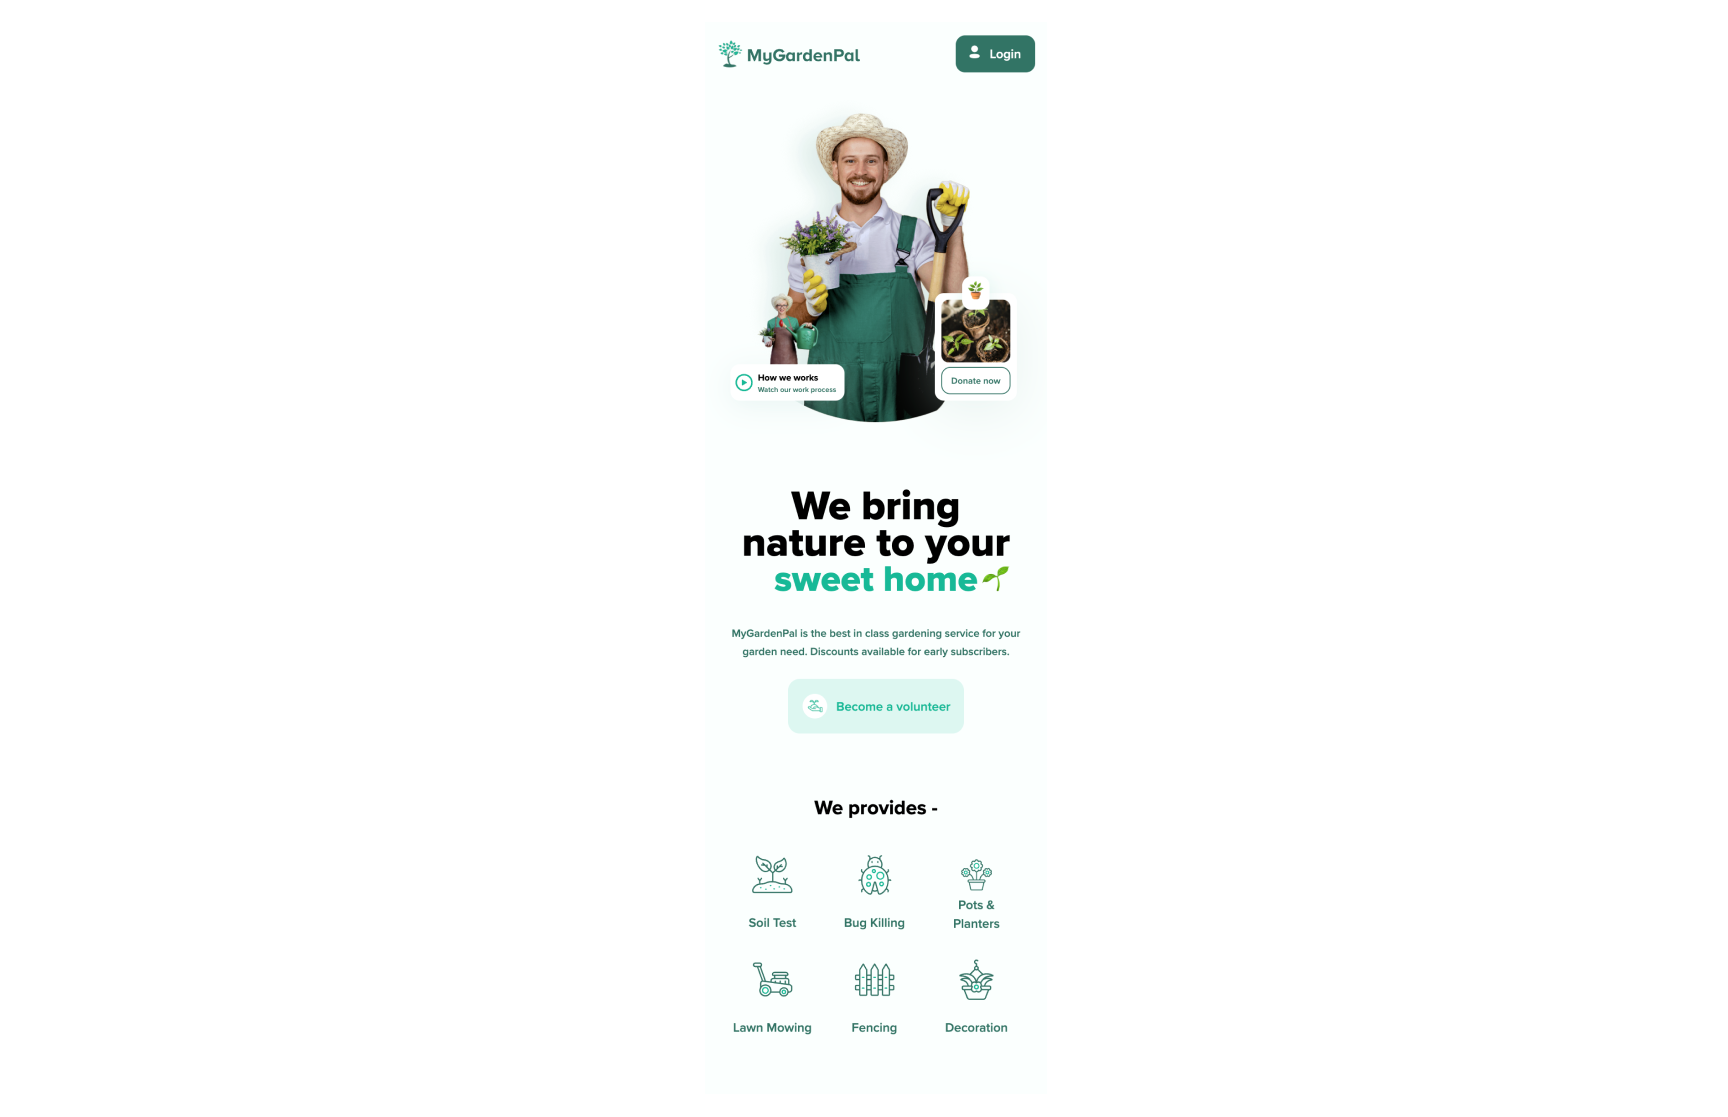 MyGardenPal
Login
How we works
Watch our work process
Donate now
We bring
nature to your
sweet home
MyGardenPal is the best in class gardening service for your
garden need. Discounts available for early subscribers.
Become a volunteer
We provides -
Soil Test
Bug Killing
Pots &
Planters
Lawn Mowing
Fencing
Decoration